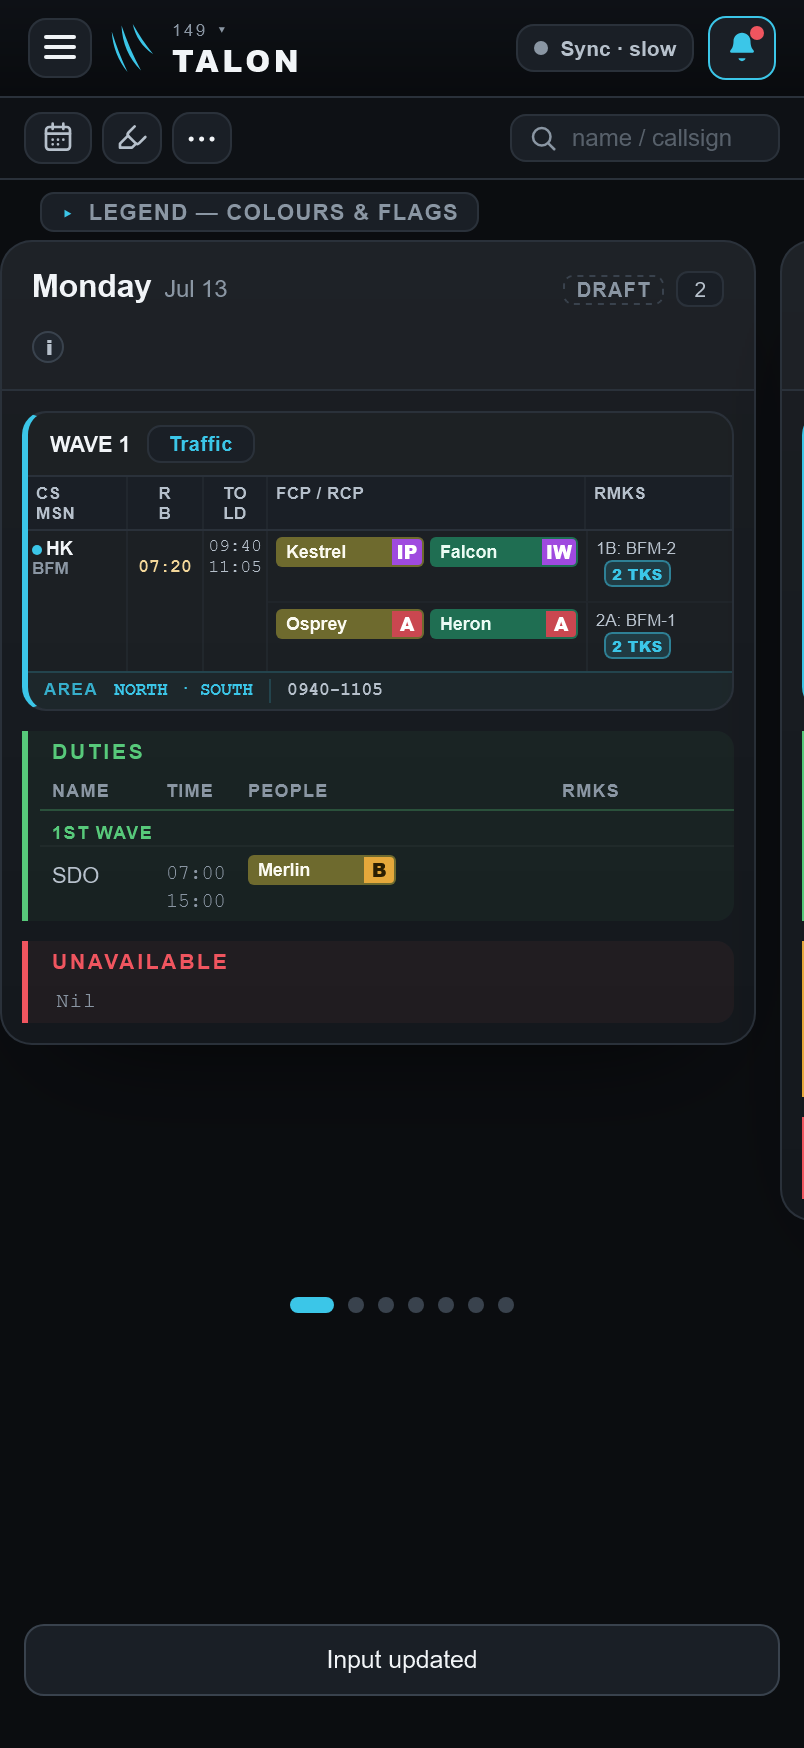 149 ▾
TALON
Sync · slow
name / callsign
▸ LEGEND — COLOURS & FLAGS
Monday Jul 13
DRAFT 2
i
WAVE 1 Traffic
CS R TO FCP / RCP RMKS
MSN B LD
HK 07:20 09:40 Kestrel IP Falcon IW 1B: BFM-2
BFM 11:05 2 TKS
Osprey A Heron A 2A: BFM-1
2 TKS
AREA NORTH · SOUTH 0940–1105
DUTIES
NAME TIME PEOPLE RMKS
1ST WAVE
SDO 07:00 Merlin B
15:00
UNAVAILABLE
Nil
Input updated